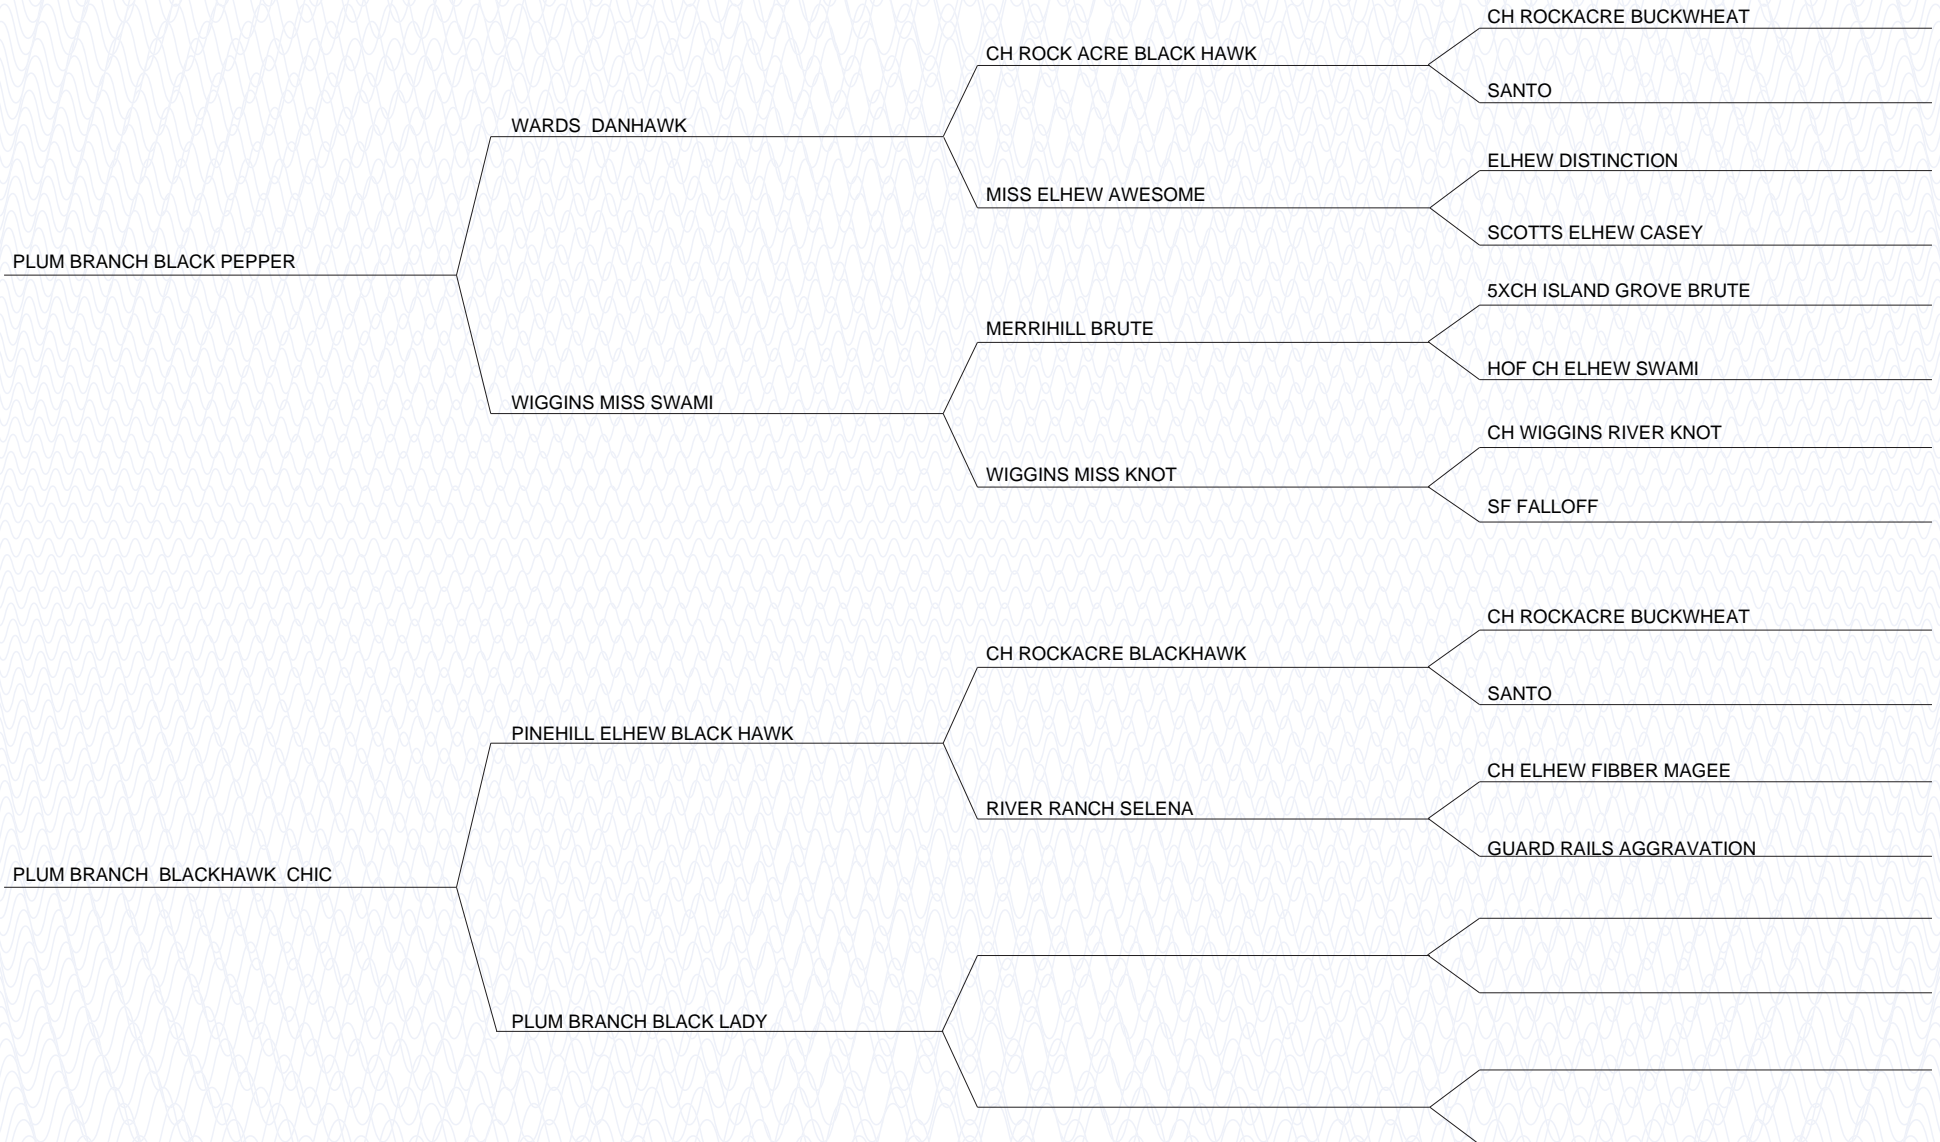 CH ROCKACRE BUCKWHEAT
CH ROCK ACRE BLACK HAWK
SANTO
WARDS  DANHAWK
ELHEW DISTINCTION
MISS ELHEW AWESOME
SCOTTS ELHEW CASEY
PLUM BRANCH BLACK PEPPER
5XCH ISLAND GROVE BRUTE
MERRIHILL BRUTE
HOF CH ELHEW SWAMI
WIGGINS MISS SWAMI
CH WIGGINS RIVER KNOT
WIGGINS MISS KNOT
SF FALLOFF
CH ROCKACRE BUCKWHEAT
CH ROCKACRE BLACKHAWK
SANTO
PINEHILL ELHEW BLACK HAWK
CH ELHEW FIBBER MAGEE
RIVER RANCH SELENA
GUARD RAILS AGGRAVATION
PLUM BRANCH  BLACKHAWK  CHIC
PLUM BRANCH BLACK LADY